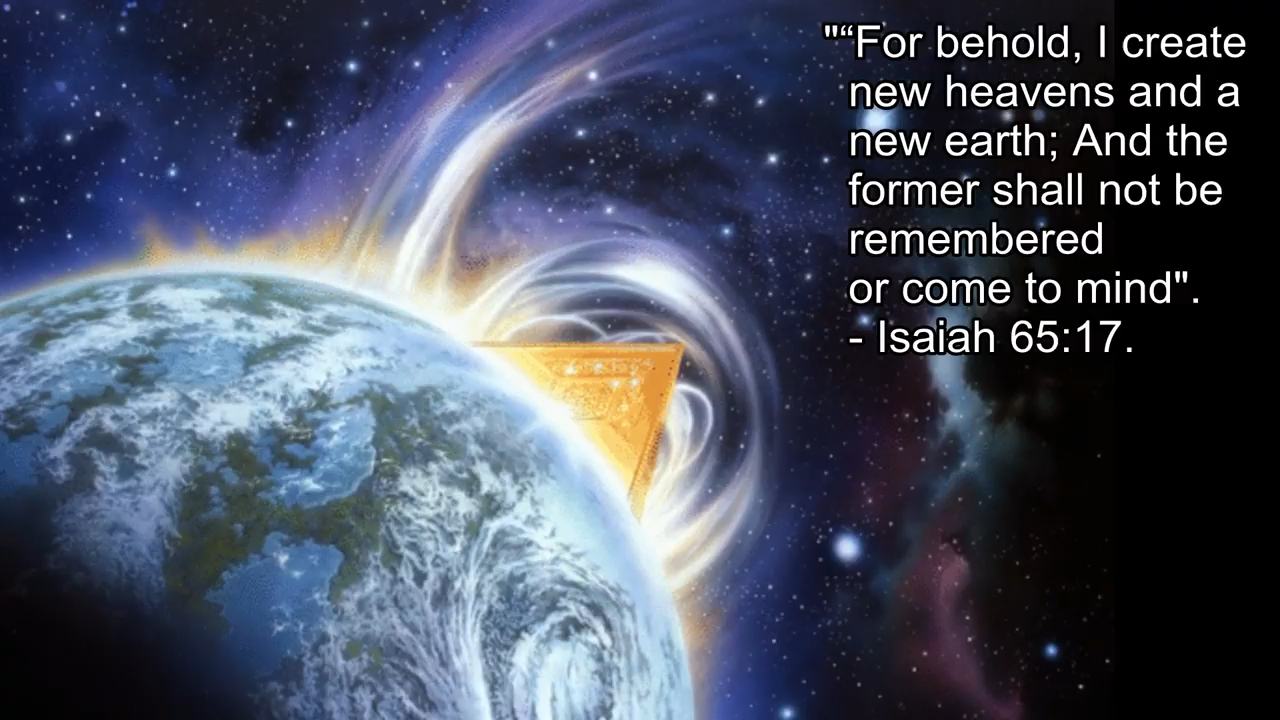 "“For behold, I create
new heavens and a
new earth; And the
former shall not be
remembered
or come to mind".
- Isaiah 65:17.